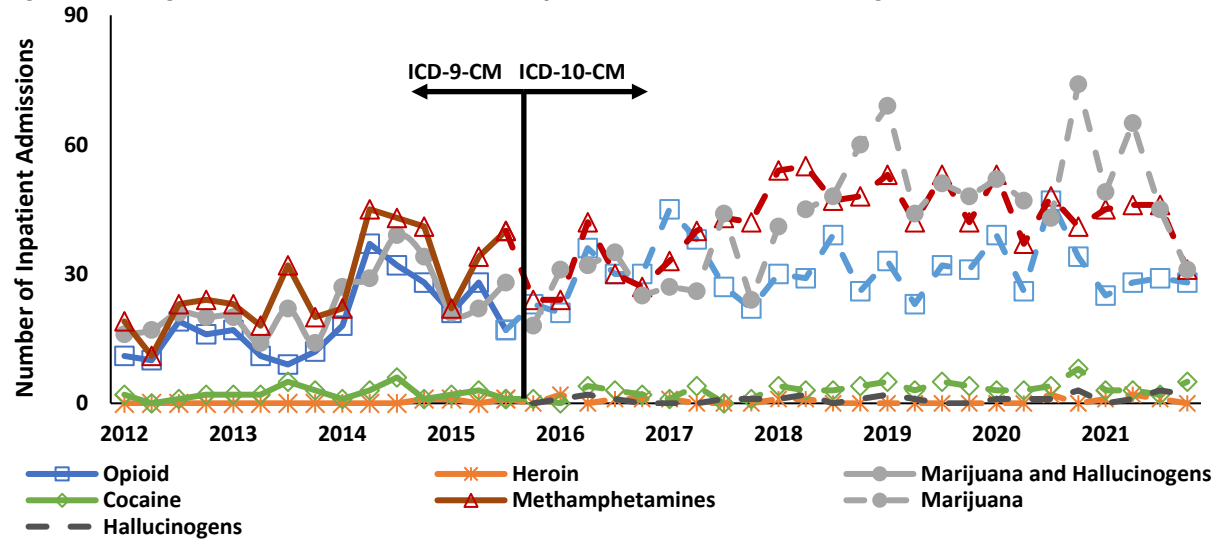 90
ICD-9-CM ICD-10-CM
60
30
0
Number of Inpatient Admissions
2012 2013 2014 2015 2016 2017 2018 2019 2020 2021
Opioid Heroin Marijuana and Hallucinogens
Cocaine Methamphetamines Marijuana
Hallucinogens